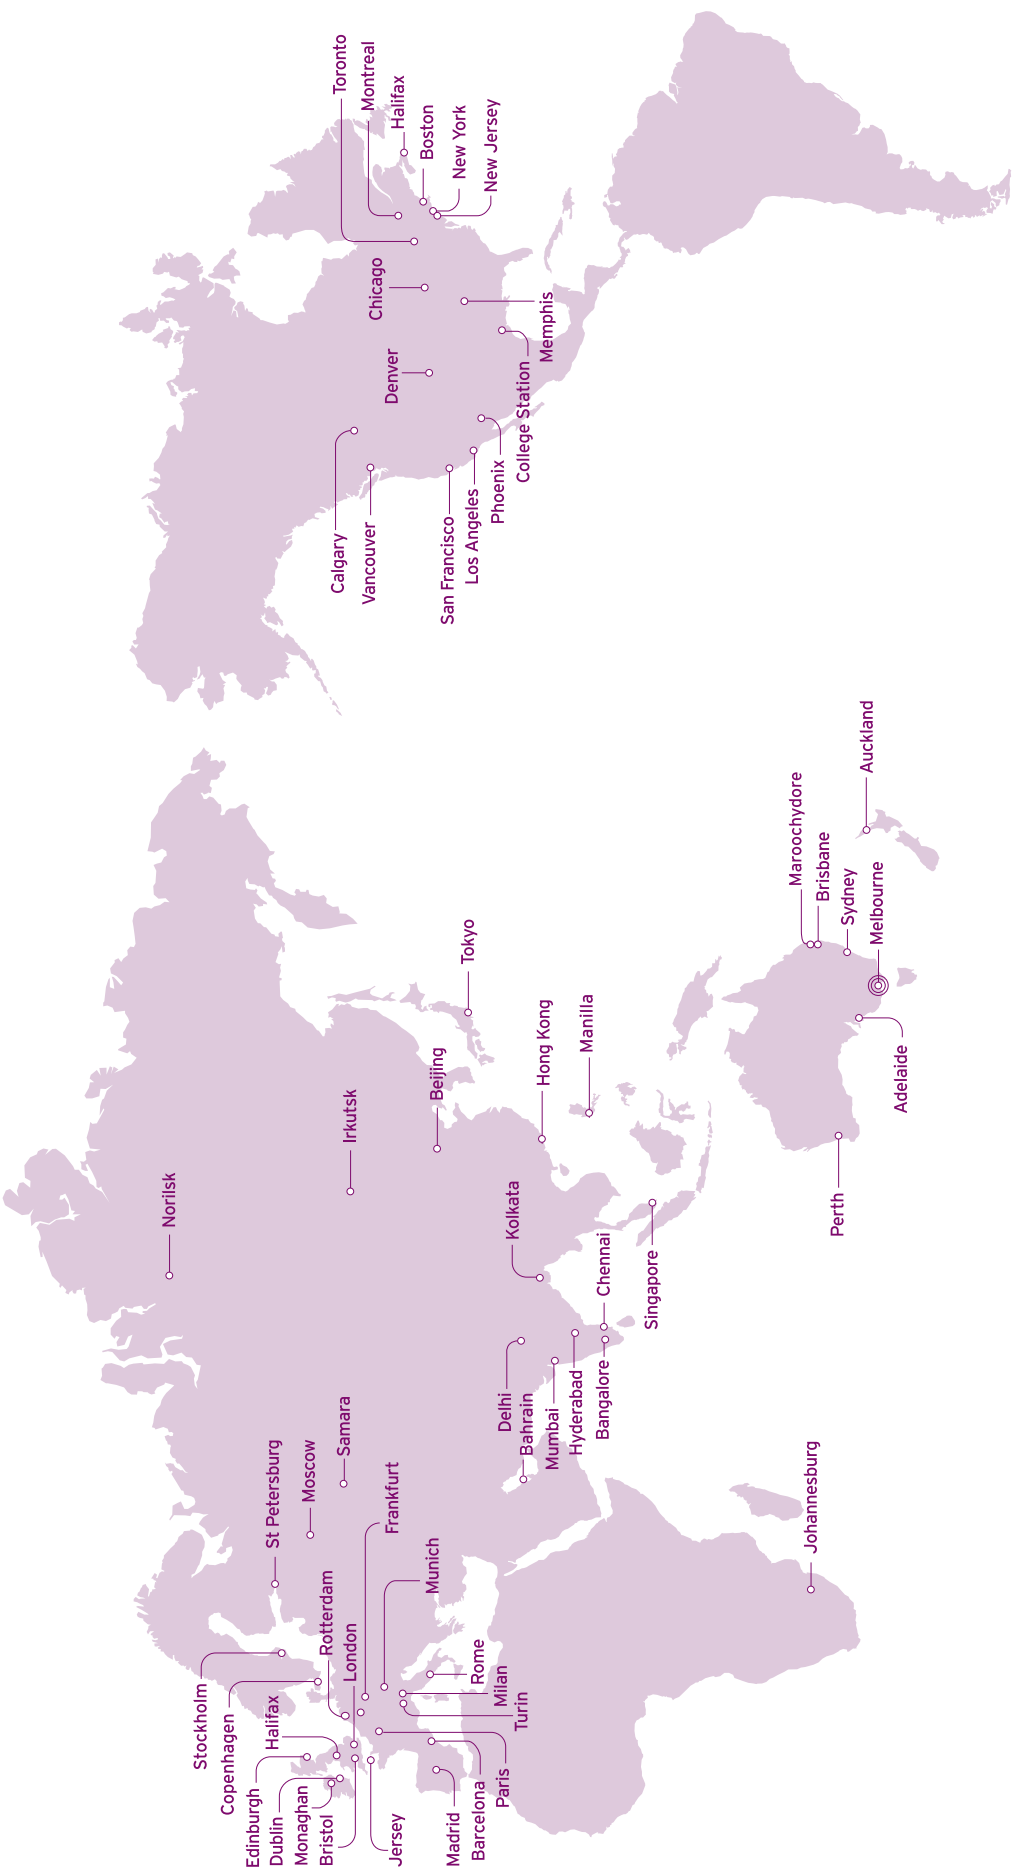 Toronto
Montreal
Halifax
Boston
New York
New Jersey
Chicago
Memphis
Denver
College Station
Phoenix
Los Angeles
San Francisco
Vancouver
Calgary
Auckland
Maroochydore
Brisbane
Sydney
Melbourne
Adelaide
Perth
Tokyo
Hong Kong
Manilla
Beijing
Irkutsk
Norilsk
Kolkata
Chennai
Singapore
Delhi
Bahrain
Mumbai
Hyderabad
Bangalore
Samara
Moscow
St Petersburg
Frankfurt
Munich
Johannesburg
Rotterdam
London
Rome
Milan
Turin
Stockholm
Copenhagen
Halifax
Edinburgh
Dublin
Monaghan
Bristol
Jersey
Madrid
Barcelona
Paris